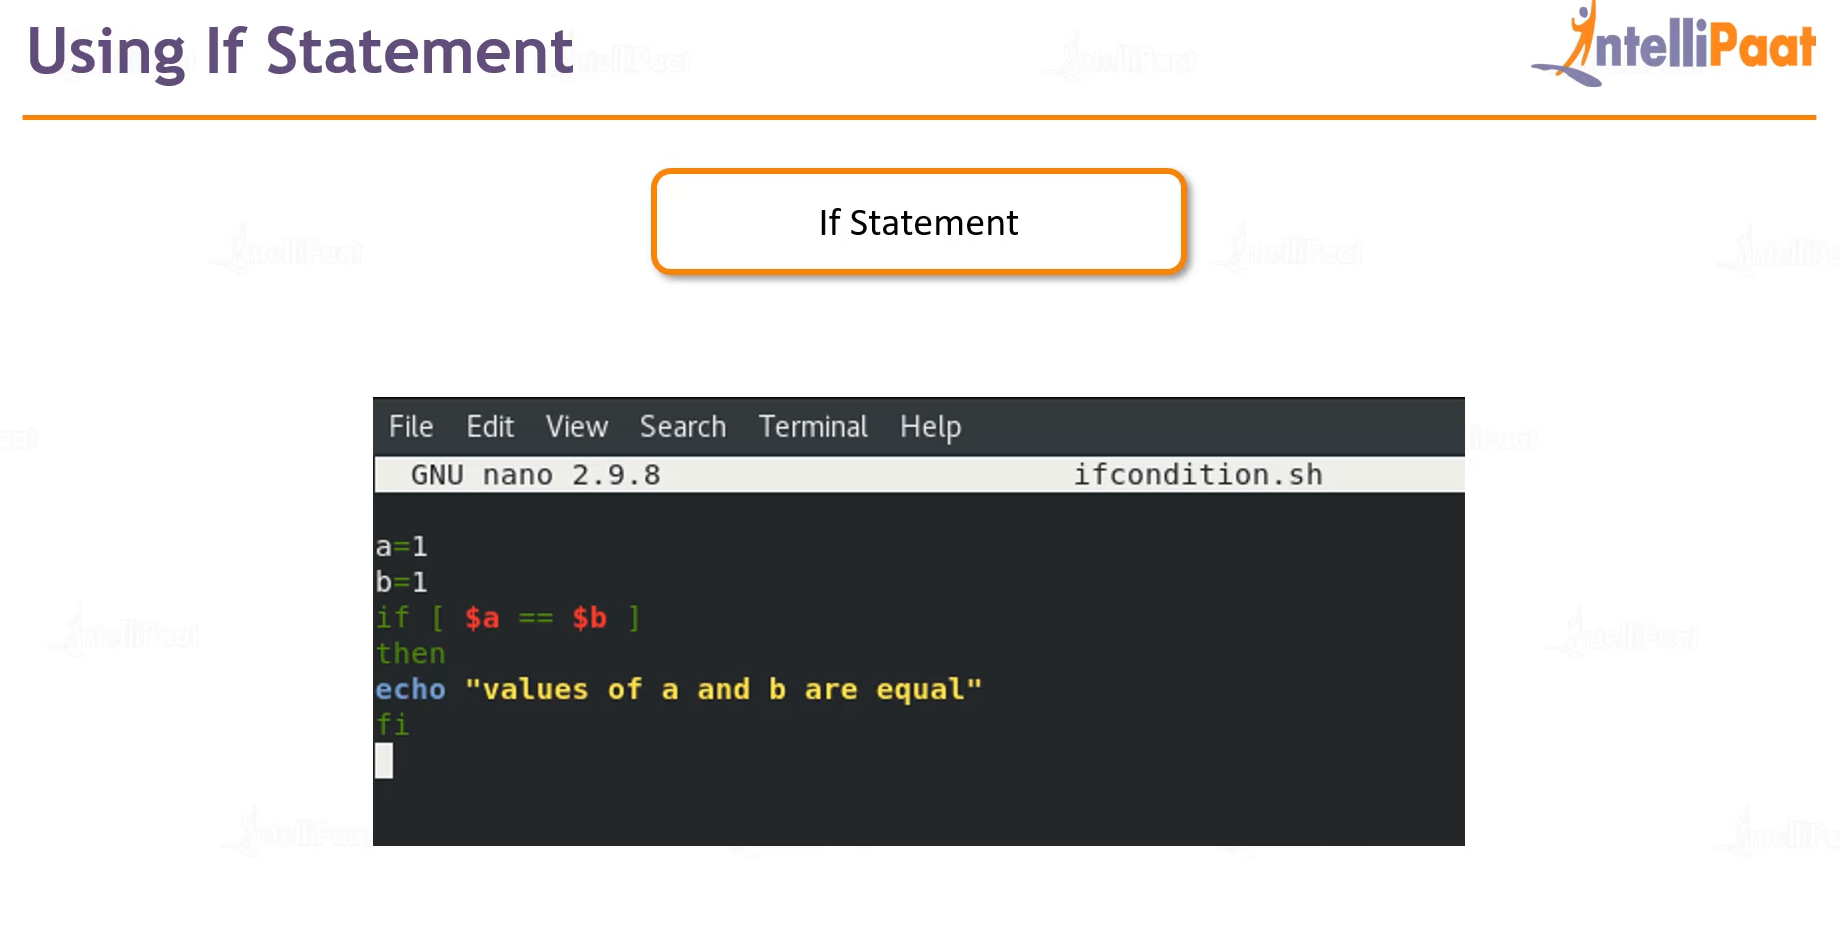 Using If Statement
IntelliPaat
If Statement
File Edit View Search Terminal Help
GNU nano 2.9.8 ifcondition.sh
a=1
b=1
if [ $a == $b ]
then
echo "values of a and b are equal"
fi